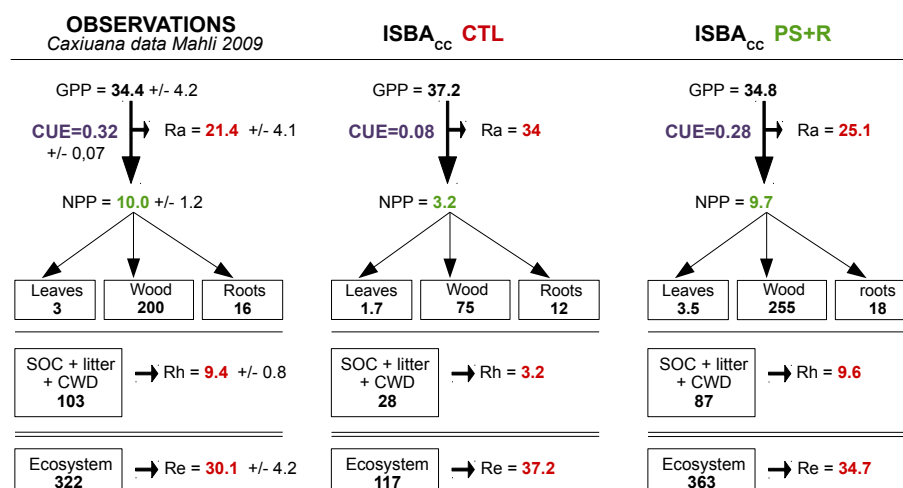 OBSERVATIONS
Caxiuana data Mahli 2009
GPP = 34.4 +/- 4.2
CUE=0.32
+/- 0,07
Ra = 21.4 +/- 4.1
NPP = 10.0 +/- 1.2
Leaves
3
Wood
200
Roots
16
SOC + litter
+ CWD
103
Rh = 9.4 +/- 0.8
Ecosystem
322
Re = 30.1 +/- 4.2
ISBACC CTL
GPP = 37.2
CUE=0.08
Ra = 34
NPP = 3.2
Leaves
1.7
Wood
75
Roots
12
SOC + litter
+ CWD
28
Rh = 3.2
Ecosystem
117
Re = 37.2
ISBACC PS+R
GPP = 34.8
CUE=0.28
Ra = 25.1
NPP = 9.7
Leaves
3.5
Wood
255
roots
18
SOC + litter
+ CWD
87
Rh = 9.6
Ecosystem
363
Re = 34.7